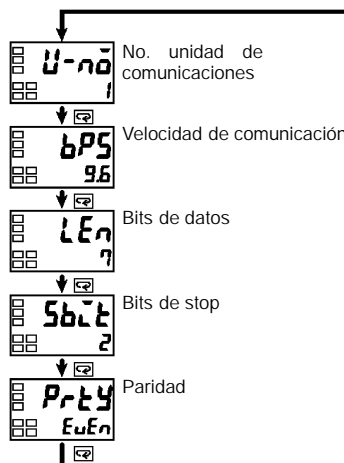 U-no
No. unidad de
1
comunicaciones
bPS
Velocidad de comunicación
9.6
LEn
Bits de datos
7
Sbit
Bits de stop
2
PrtY
Paridad
EvEn